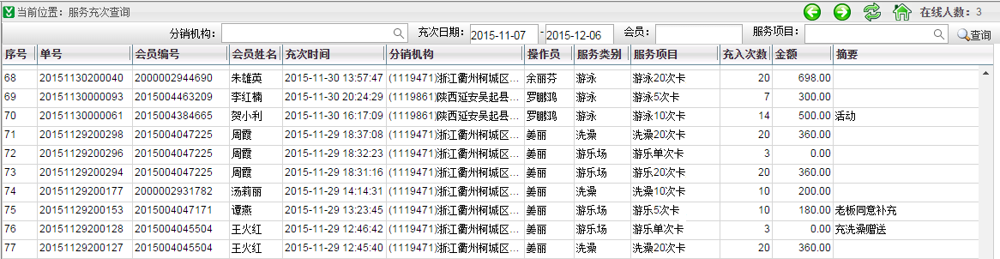 当前位置：服务充次查询 在线人数：3
分销机构： 充次日期：2015-11-07 - 2015-12-06 会员： 服务项目： 查询
序号 单号 会员编号 会员姓名 充次时间 分销机构 操作员 服务类别 服务项目 充入次数 金额 摘要
68 20151130200040 2000002944690 朱雄英 2015-11-30 13:57:47 (1119471)浙江衢州柯城区... 余丽芬 游泳 游泳20次卡 20 698.00
69 20151130000093 2015004463209 李红楠 2015-11-30 20:24:29 (1119861)陕西延安吴起县... 罗鹏鸿 游泳 游泳5次卡 7 300.00
70 20151130000061 2015004384665 贺小利 2015-11-30 16:17:09 (1119861)陕西延安吴起县... 罗鹏鸿 游泳 游泳10次卡 14 500.00 活动
71 20151129200298 2015004047225 周霞 2015-11-29 18:37:08 (1119471)浙江衢州柯城区... 姜丽 洗澡 洗澡20次卡 20 360.00
72 20151129200296 2015004047225 周霞 2015-11-29 18:32:23 (1119471)浙江衢州柯城区... 姜丽 游乐场 游乐单次卡 3 0.00
73 20151129200294 2015004047225 周霞 2015-11-29 18:31:16 (1119471)浙江衢州柯城区... 姜丽 游乐场 游乐20次卡 20 360.00
74 20151129200177 2000002931782 汤莉丽 2015-11-29 14:14:31 (1119471)浙江衢州柯城区... 姜丽 洗澡 洗澡10次卡 10 200.00
75 20151129200153 2015004047171 谭燕 2015-11-29 13:23:45 (1119471)浙江衢州柯城区... 姜丽 游乐场 游乐5次卡 10 180.00 老板同意补充
76 20151129200128 2015004045504 王火红 2015-11-29 12:46:42 (1119471)浙江衢州柯城区... 姜丽 游乐场 游乐单次卡 3 0.00 充洗澡赠送
77 20151129200127 2015004045504 王火红 2015-11-29 12:45:40 (1119471)浙江衢州柯城区... 姜丽 洗澡 洗澡20次卡 20 360.00